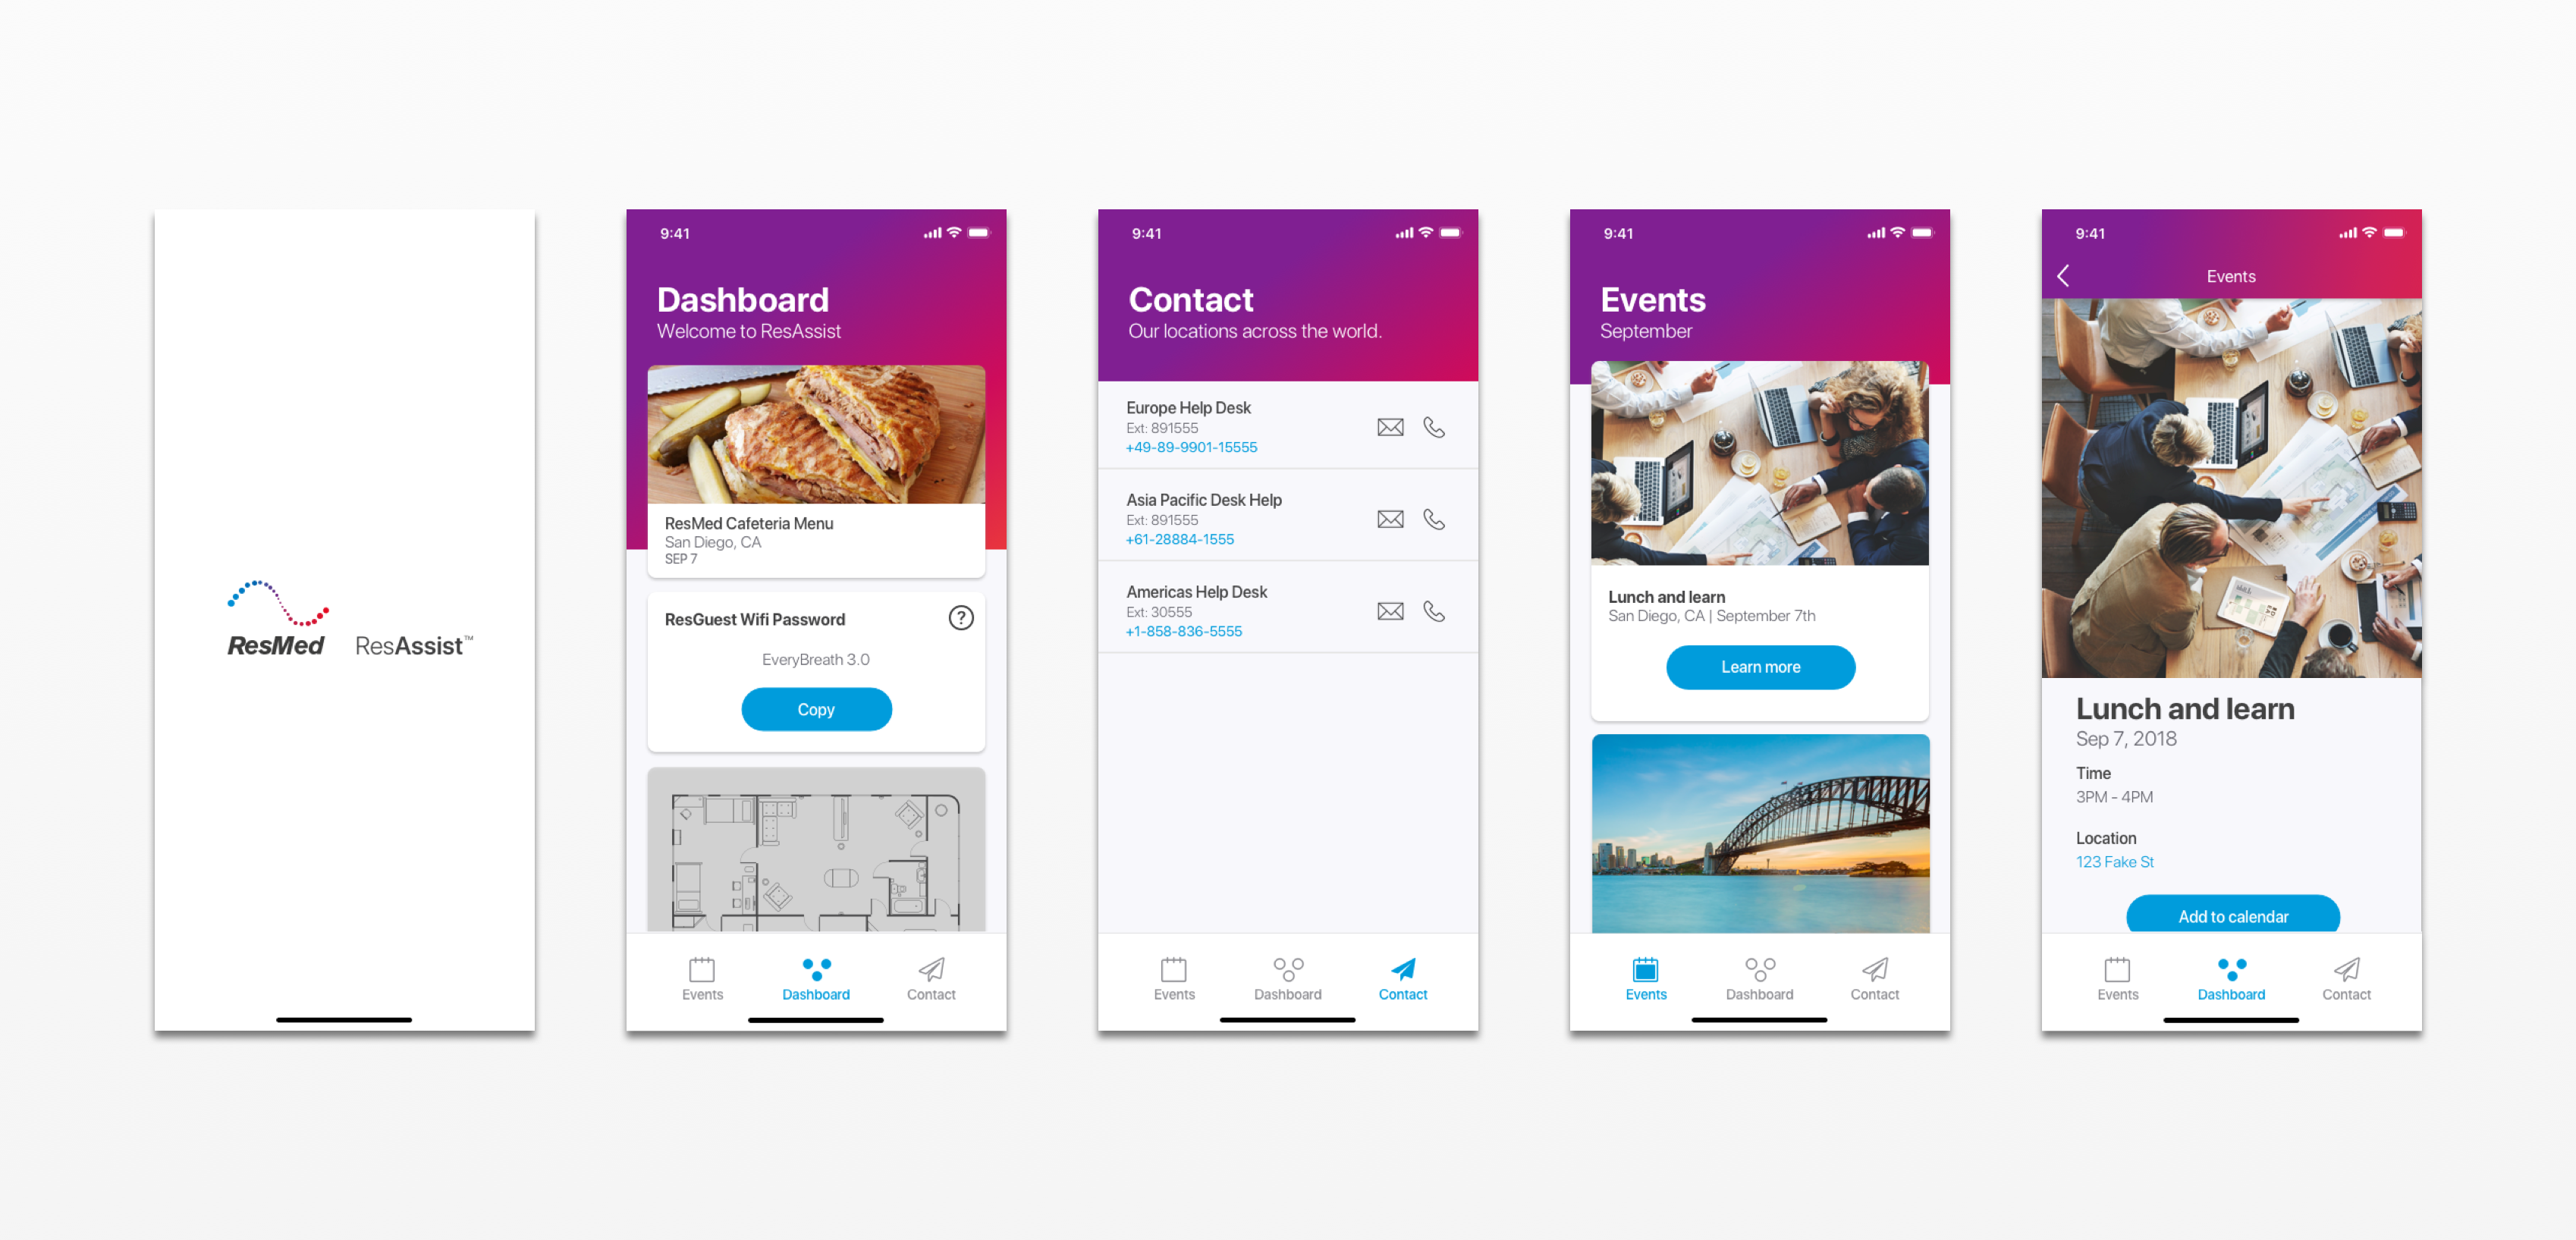 ResMed ResAssist™
9:41
Dashboard
Welcome to ResAssist
ResMed Cafeteria Menu
San Diego, CA
SEP 7
ResGuest Wifi Password
?
EveryBreath 3.0
Copy
Events Dashboard Contact
9:41
Contact
Our locations across the world.
Europe Help Desk
Ext: 891555
+49-89-9901-15555
Asia Pacific Desk Help
Ext: 891555
+61-28884-1555
Americas Help Desk
Ext: 30555
+1-858-836-5555
Events Dashboard Contact
9:41
Events
September
Lunch and learn
San Diego, CA | September 7th
Learn more
Events Dashboard Contact
9:41
Events
Lunch and learn
Sep 7, 2018
Time
3PM - 4PM
Location
123 Fake St
Add to calendar
Events Dashboard Contact